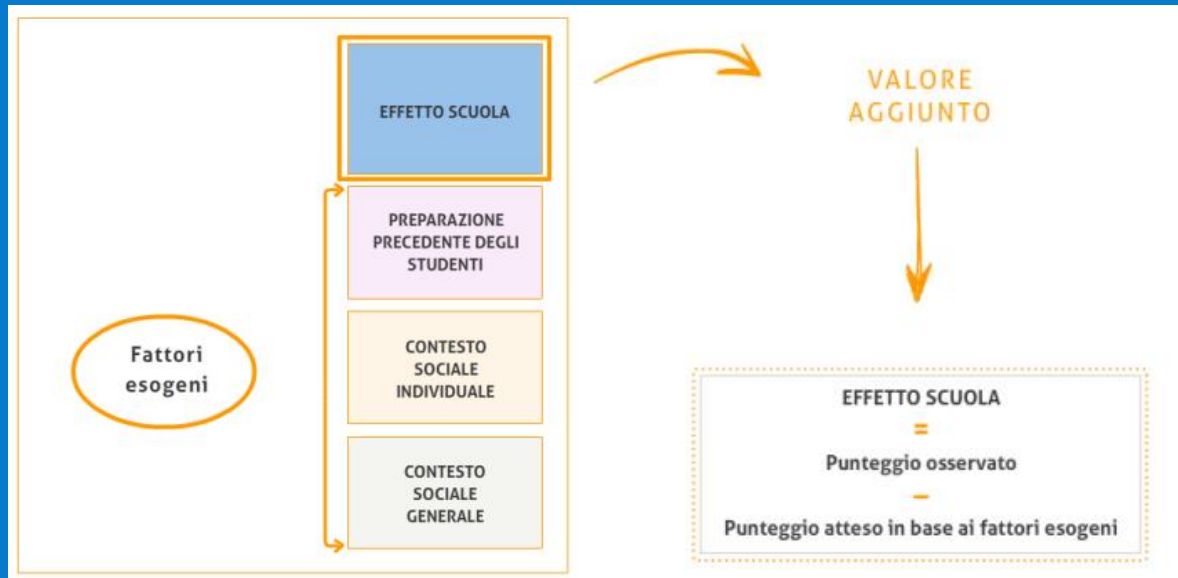 EFFETTO SCUOLA
PREPARAZIONE
PRECEDENTE DEGLI
STUDENTI
Fattori
esogeni
CONTESTO
SOCIALE
INDIVIDUALE
CONTESTO
SOCIALE
GENERALE
VALORE
AGGIUNTO
EFFETTO SCUOLA
=
Punteggio osservato
–
Punteggio atteso in base ai fattori esogeni